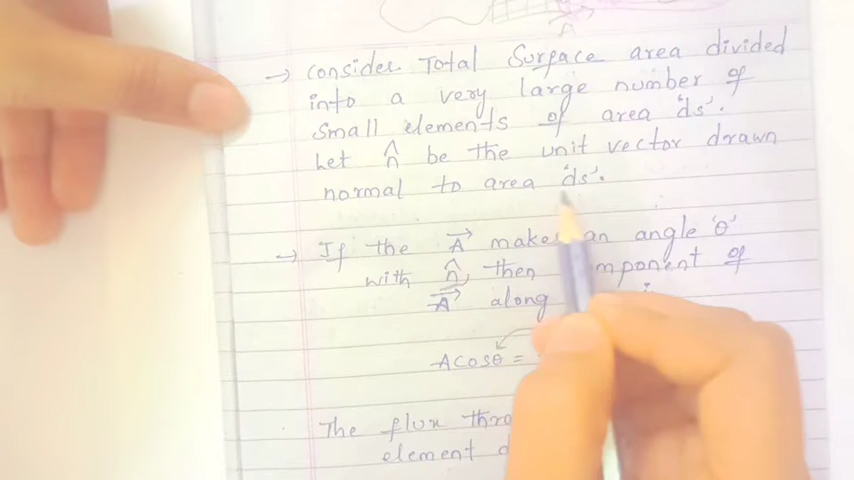 → Consider Total Surface area divided
into a very large number of
small elements of area 'ds'.
Let n̂ be the unit vector drawn
normal to area 'ds'.
→ If the A⃗ makes an angle 'θ'
with n̂, then component of
A⃗ along
Acosθ =
The flux
element